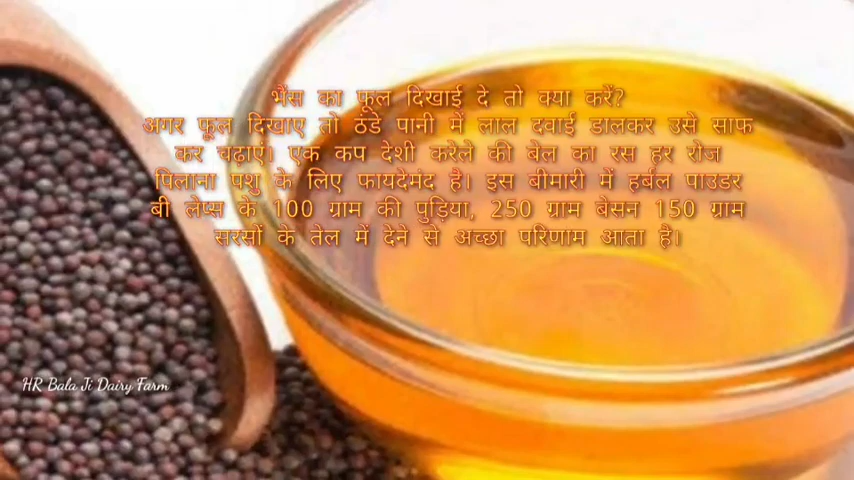 भैंस का फूल दिखाई दे तो क्या करें?
अगर फूल दिखाए तो ठंडे पानी में लाल दवाई डालकर उसे साफ
कर चढ़ाएं। एक कप देशी करेले की बेल का रस हर रोज
पिलाना पशु के लिए फायदेमंद है। इस बीमारी में हर्बल पाउडर
बी लेप्स के 100 ग्राम की पुड़िया, 250 ग्राम बेसन 150 ग्राम
सरसों के तेल में देने से अच्छा परिणाम आता है।
HR Bala Ji Dairy Farm